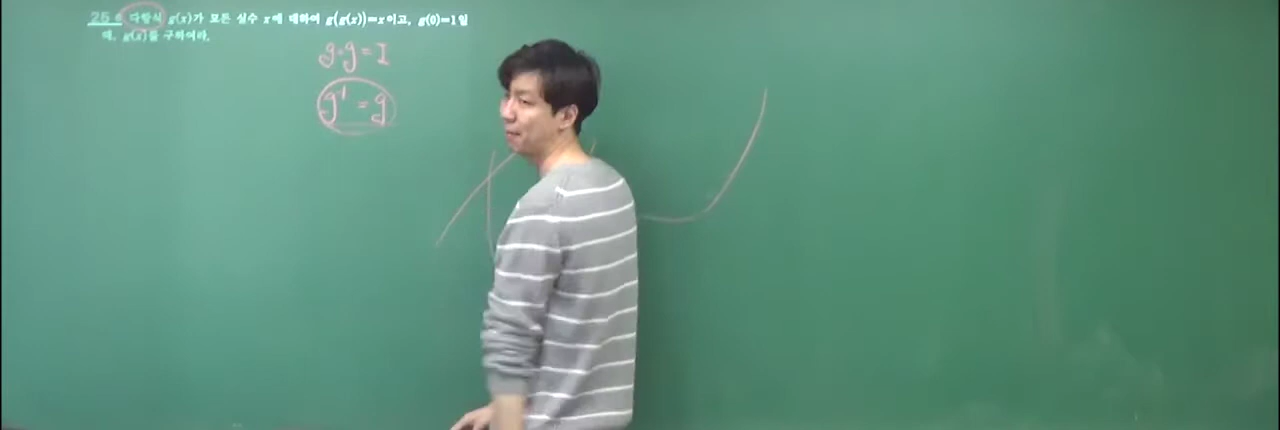 25 다항식 g(x)가 모든 실수 x에 대하여 g(g(x))=x이고, g(0)=1일
때, g(x)를 구하여라.
g∘g = I
g⁻¹ = g